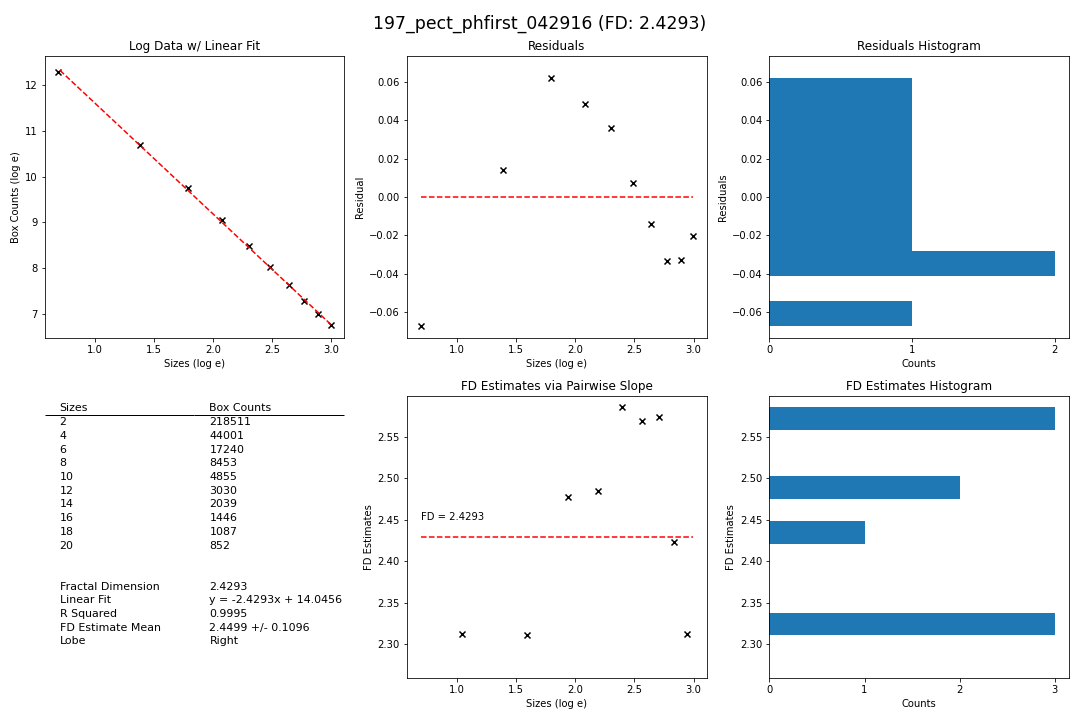 197_pect_phfirst_042916 (FD: 2.4293)
Log Data w/ Linear Fit
Box Counts (log e)
12
11
10
9
8
7
1.0 1.5 2.0 2.5 3.0
Sizes (log e)
Residuals
Residual
0.06
0.04
0.02
0.00
−0.02
−0.04
−0.06
1.0 1.5 2.0 2.5 3.0
Sizes (log e)
Residuals Histogram
Residuals
0.06
0.04
0.02
0.00
−0.02
−0.04
−0.06
0 1 2
Counts
Sizes Box Counts
2 218511
4 44001
6 17240
8 8453
10 4855
12 3030
14 2039
16 1446
18 1087
20 852
Fractal Dimension 2.4293
Linear Fit y = -2.4293x + 14.0456
R Squared 0.9995
FD Estimate Mean 2.4499 +/- 0.1096
Lobe Right
FD Estimates via Pairwise Slope
FD Estimates
2.55
2.50
2.45
2.40
2.35
2.30
FD = 2.4293
1.0 1.5 2.0 2.5 3.0
Sizes (log e)
FD Estimates Histogram
FD Estimates
2.55
2.50
2.45
2.40
2.35
2.30
0 1 2 3
Counts